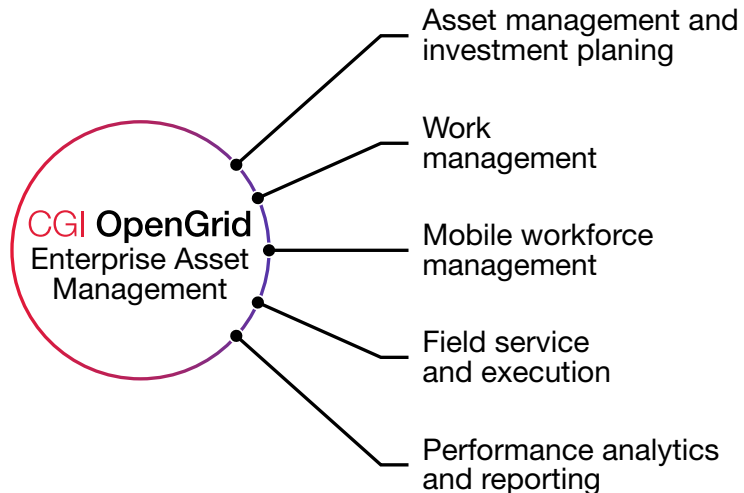 Asset management and
investment planing
Work
management
CGI OpenGrid
Enterprise Asset
Management
Mobile workforce
management
Field service
and execution
Performance analytics
and reporting